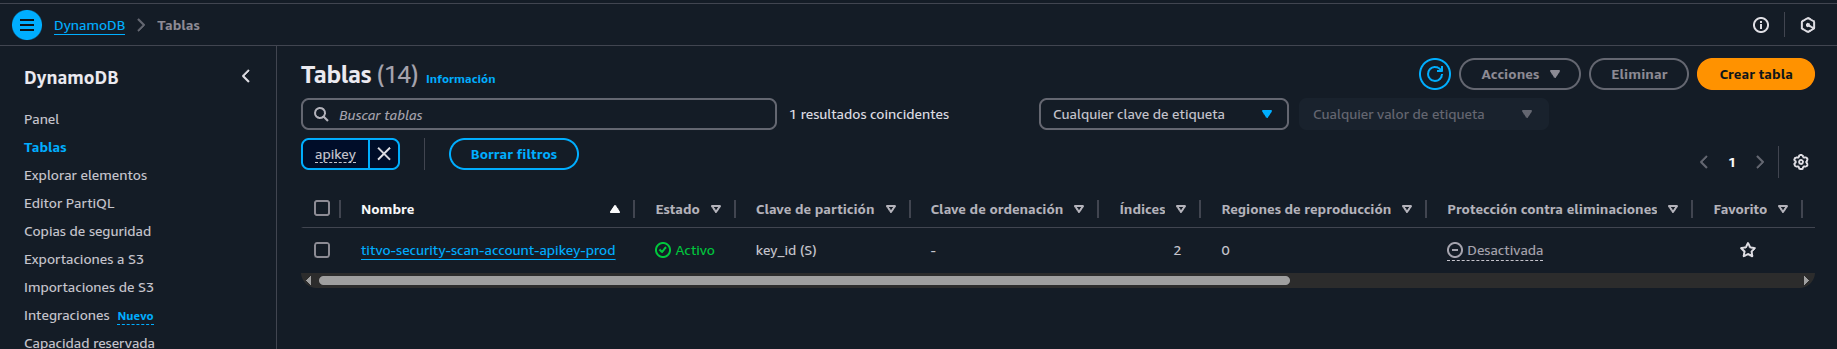 DynamoDB > Tablas
DynamoDB
Panel
Tablas
Explorar elementos
Editor PartiQL
Copias de seguridad
Exportaciones a S3
Importaciones de S3
Integraciones Nuevo
Capacidad reservada
Tablas (14) Información
Acciones
Eliminar
Crear tabla
Buscar tablas
1 resultados coincidentes
Cualquier clave de etiqueta
Cualquier valor de etiqueta
apikey
Borrar filtros
1
Nombre Estado Clave de partición Clave de ordenación Índices Regiones de reproducción Protección contra eliminaciones Favorito
titvo-security-scan-account-apikey-prod Activo key_id (S) - 2 0 Desactivada